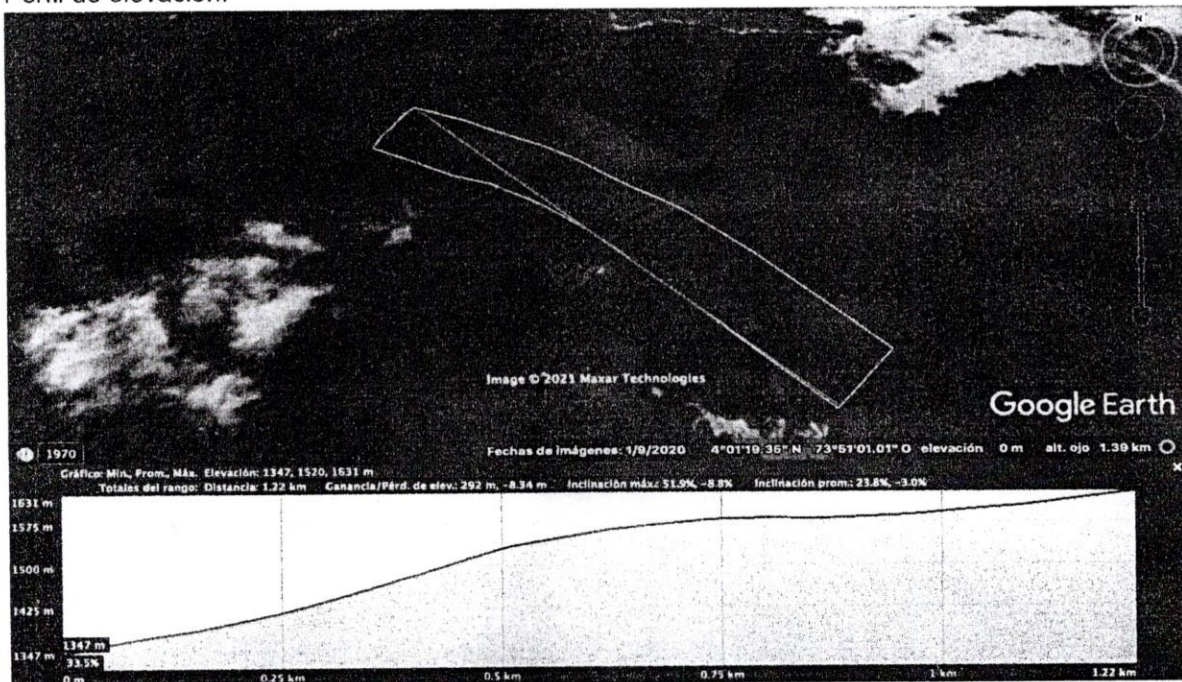 Perfil de elevación.
N
Image © 2021 Maxar Technologies
Google Earth
1970
Fechas de imágenes: 1/9/2020 4°01'19.36" N 73°51'01.01" O elevación 0 m alt. ojo 1.39 km
Gráfico: Min., Prom., Máx. Elevación: 1347, 1520, 1631 m
Totales del rango: Distancia: 1.22 km Ganancia/Pérd. de elev.: 292 m, -8.34 m Inclinación máx.: 51.9%, -8.8% Inclinación prom.: 23.8%, -3.0%
1631 m
1575 m
1500 m
1425 m
1347 m
1347 m
33.5%
0 m 0.25 km 0.5 km 0.75 km 1 km 1.22 km